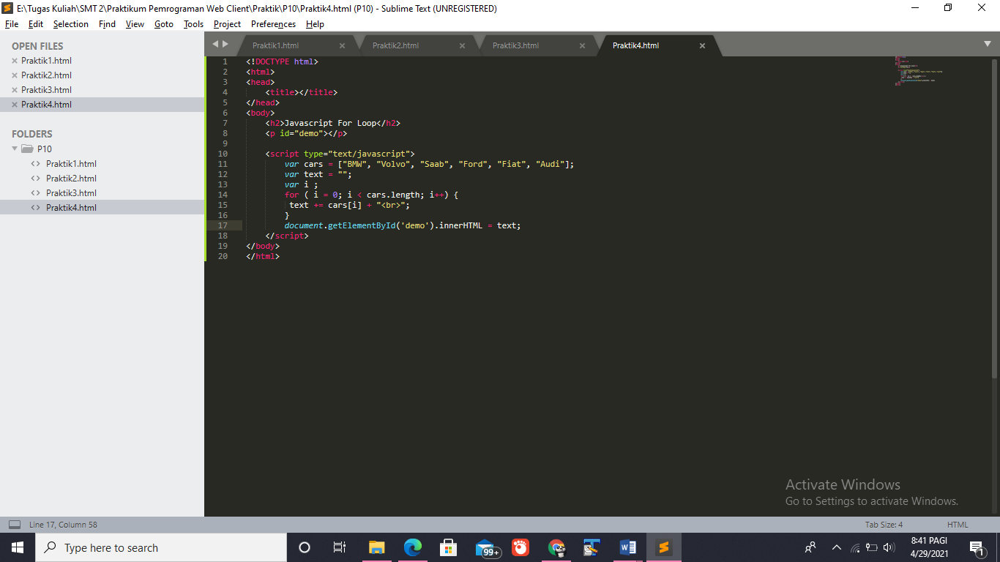 E:\Tugas Kuliah\SMT 2\Praktikum Pemrograman Web Client\Praktik\P10\Praktik4.html (P10) - Sublime Text (UNREGISTERED)
File Edit Selection Find View Goto Tools Project Preferences Help
OPEN FILES
Praktik1.html
Praktik2.html
Praktik3.html
Praktik4.html
FOLDERS
P10
Praktik1.html
Praktik2.html
Praktik3.html
Praktik4.html
Praktik1.html Praktik2.html Praktik3.html Praktik4.html
1 <!DOCTYPE html>
2 <html>
3 <head>
4 <title></title>
5 </head>
6 <body>
7 <h2>Javascript For Loop</h2>
8 <p id="demo"></p>
9
10 <script type="text/javascript">
11 var cars = ["BMW", "Volvo", "Saab", "Ford", "Fiat", "Audi"];
12 var text = "";
13 var i ;
14 for ( i = 0; i < cars.length; i++) {
15 text += cars[i] + "<br>";
16 }
17 document.getElementById('demo').innerHTML = text;
18 </script>
19 </body>
20 </html>
Activate Windows
Go to Settings to activate Windows.
Line 17, Column 58 Tab Size: 4 HTML
Type here to search
99+
8:41 PAGI
4/29/2021
1